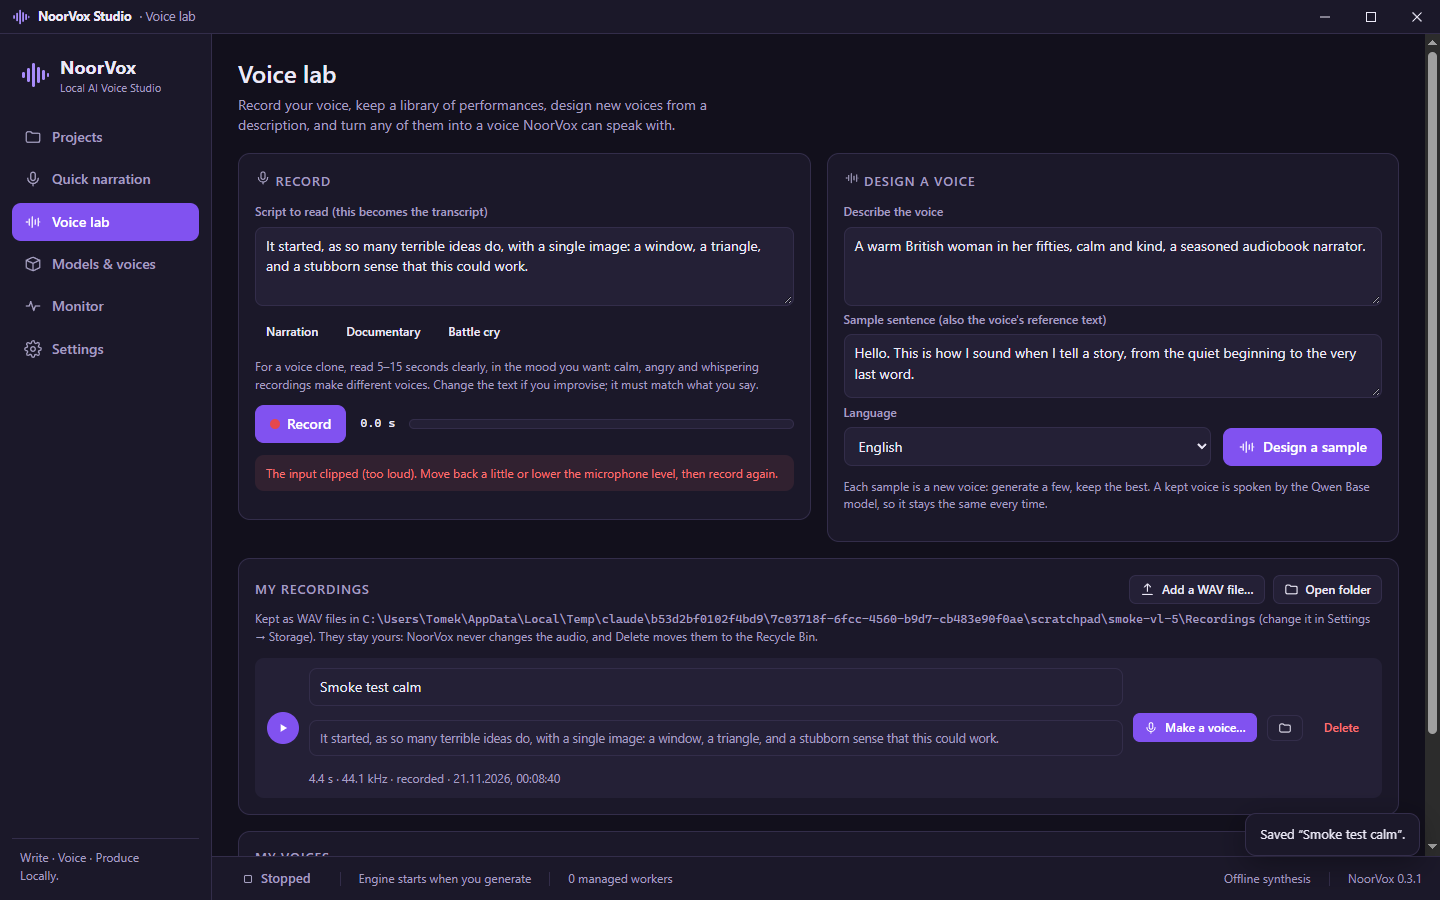 NoorVox Studio · Voice lab
NoorVox
Local AI Voice Studio
Projects
Quick narration
Voice lab
Models & voices
Monitor
Settings
Write · Voice · Produce
Locally.
Voice lab
Record your voice, keep a library of performances, design new voices from a
description, and turn any of them into a voice NoorVox can speak with.
RECORD
Script to read (this becomes the transcript)
It started, as so many terrible ideas do, with a single image: a window, a triangle,
and a stubborn sense that this could work.
Narration Documentary Battle cry
For a voice clone, read 5–15 seconds clearly, in the mood you want: calm, angry and whispering
recordings make different voices. Change the text if you improvise; it must match what you say.
Record 0.0 s
The input clipped (too loud). Move back a little or lower the microphone level, then record again.
DESIGN A VOICE
Describe the voice
A warm British woman in her fifties, calm and kind, a seasoned audiobook narrator.
Sample sentence (also the voice's reference text)
Hello. This is how I sound when I tell a story, from the quiet beginning to the very
last word.
Language
English Design a sample
Each sample is a new voice: generate a few, keep the best. A kept voice is spoken by the Qwen Base
model, so it stays the same every time.
MY RECORDINGS
Add a WAV file... Open folder
Kept as WAV files in C:\Users\Tomek\AppData\Local\Temp\claude\b53d2bf0102f4bd9\7c03718f-6fcc-4560-b9d7-cb483e90f0ae\scratchpad\smoke-vl-5\Recordings (change it in Settings
→ Storage). They stay yours: NoorVox never changes the audio, and Delete moves them to the Recycle Bin.
Smoke test calm
It started, as so many terrible ideas do, with a single image: a window, a triangle, and a stubborn sense that this could work.
4.4 s · 44.1 kHz · recorded · 21.11.2026, 00:08:40
Make a voice... Delete
MY VOICES
Saved “Smoke test calm”.
Stopped Engine starts when you generate 0 managed workers Offline synthesis NoorVox 0.3.1